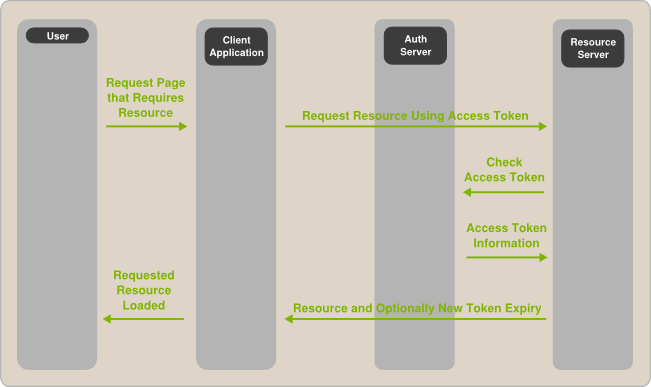 User
Client
Application
Auth
Server
Resource
Server
Request Page
that Requires
Resource
Request Resource Using Access Token
Check
Access Token
Access Token
Information
Requested
Resource
Loaded
Resource and Optionally New Token Expiry